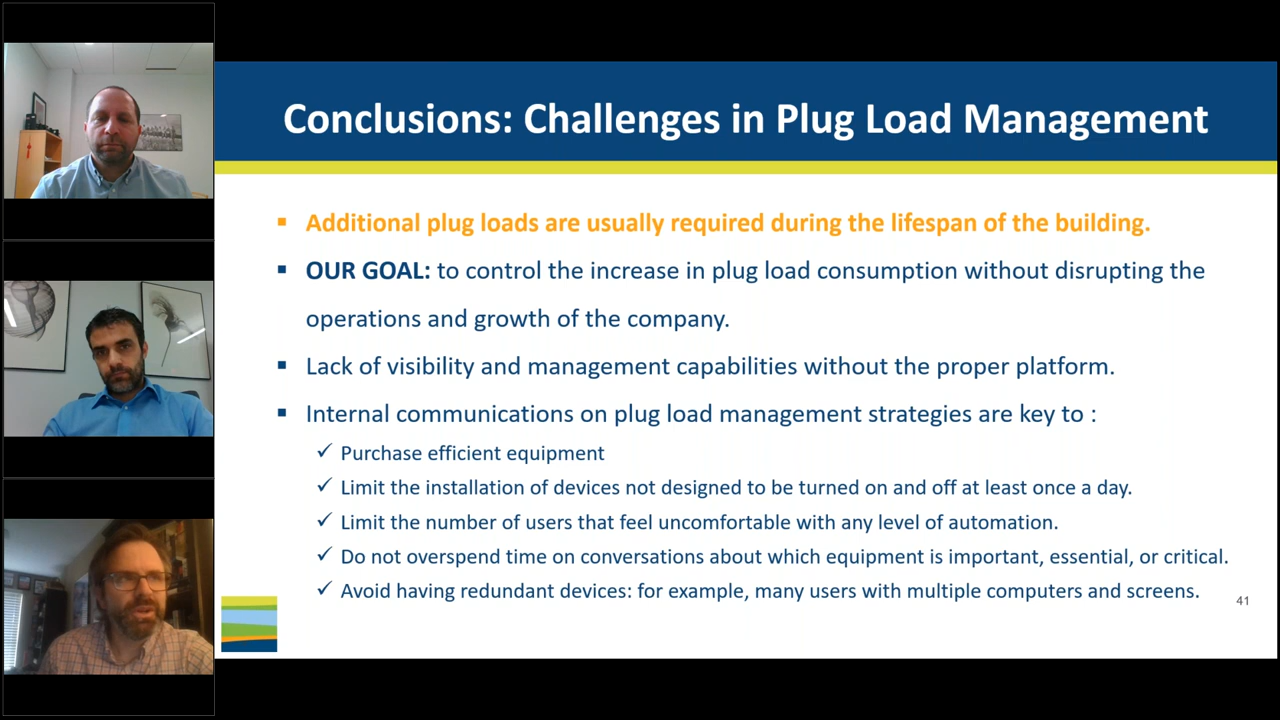 Conclusions: Challenges in Plug Load Management
▪ Additional plug loads are usually required during the lifespan of the building.
▪ OUR GOAL: to control the increase in plug load consumption without disrupting the
operations and growth of the company.
▪ Lack of visibility and management capabilities without the proper platform.
▪ Internal communications on plug load management strategies are key to :
✓ Purchase efficient equipment
✓ Limit the installation of devices not designed to be turned on and off at least once a day.
✓ Limit the number of users that feel uncomfortable with any level of automation.
✓ Do not overspend time on conversations about which equipment is important, essential, or critical.
✓ Avoid having redundant devices: for example, many users with multiple computers and screens.
41